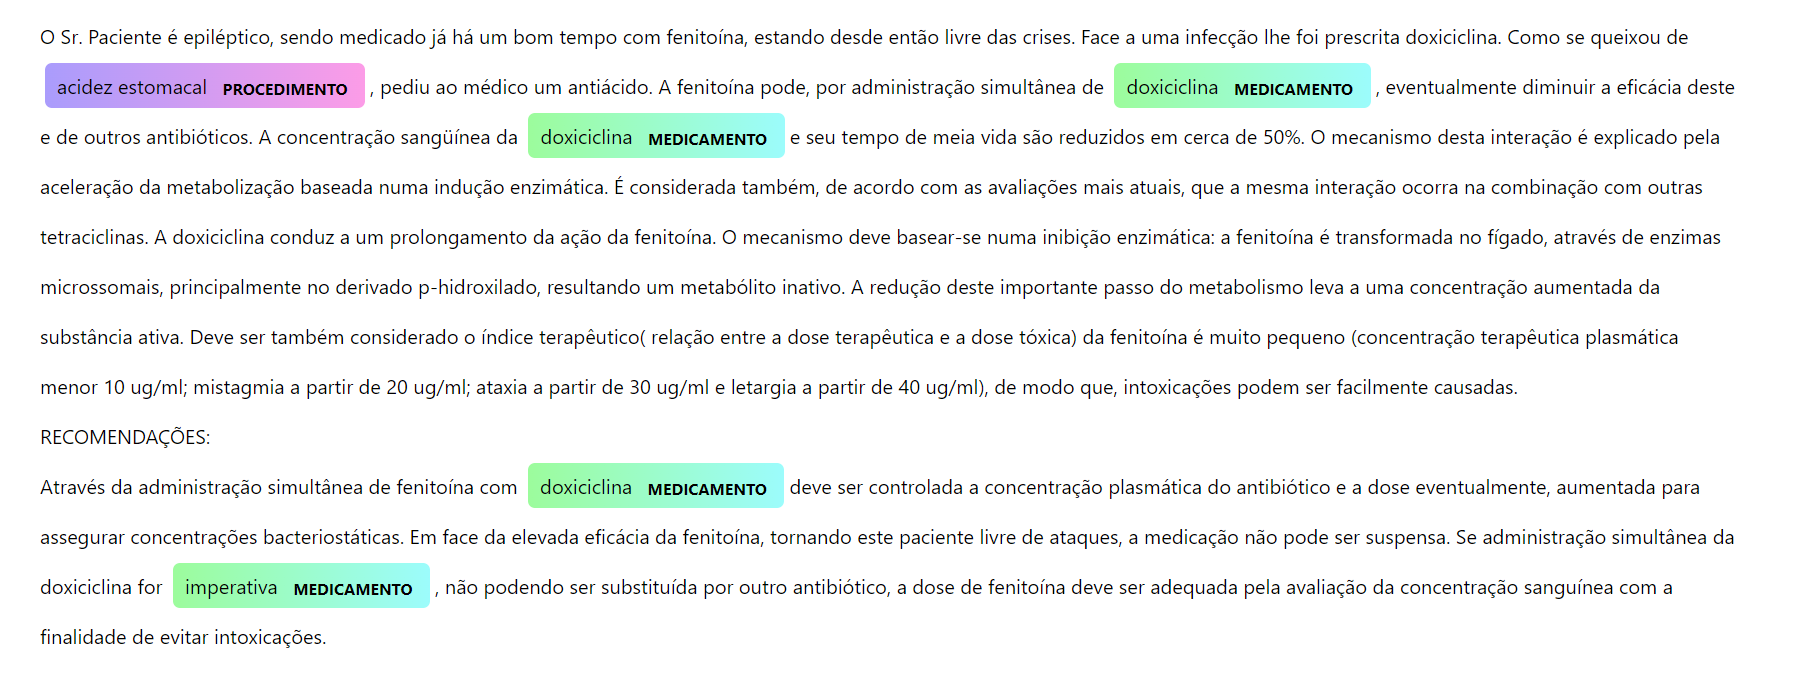 O Sr. Paciente é epiléptico, sendo medicado já há um bom tempo com fenitoína, estando desde então livre das crises. Face a uma infecção lhe foi prescrita doxiciclina. Como se queixou de
acidez estomacal PROCEDIMENTO , pediu ao médico um antiácido. A fenitoína pode, por administração simultânea de doxiciclina MEDICAMENTO , eventualmente diminuir a eficácia deste
e de outros antibióticos. A concentração sangüínea da doxiciclina MEDICAMENTO e seu tempo de meia vida são reduzidos em cerca de 50%. O mecanismo desta interação é explicado pela
aceleração da metabolização baseada numa indução enzimática. É considerada também, de acordo com as avaliações mais atuais, que a mesma interação ocorra na combinação com outras
tetraciclinas. A doxiciclina conduz a um prolongamento da ação da fenitoína. O mecanismo deve basear-se numa inibição enzimática: a fenitoína é transformada no fígado, através de enzimas
microssomais, principalmente no derivado p-hidroxilado, resultando um metabólito inativo. A redução deste importante passo do metabolismo leva a uma concentração aumentada da
substância ativa. Deve ser também considerado o índice terapêutico( relação entre a dose terapêutica e a dose tóxica) da fenitoína é muito pequeno (concentração terapêutica plasmática
menor 10 ug/ml; mistagmia a partir de 20 ug/ml; ataxia a partir de 30 ug/ml e letargia a partir de 40 ug/ml), de modo que, intoxicações podem ser facilmente causadas.
RECOMENDAÇÕES:
Através da administração simultânea de fenitoína com doxiciclina MEDICAMENTO deve ser controlada a concentração plasmática do antibiótico e a dose eventualmente, aumentada para
assegurar concentrações bacteriostáticas. Em face da elevada eficácia da fenitoína, tornando este paciente livre de ataques, a medicação não pode ser suspensa. Se administração simultânea da
doxiciclina for imperativa MEDICAMENTO , não podendo ser substituída por outro antibiótico, a dose de fenitoína deve ser adequada pela avaliação da concentração sanguínea com a
finalidade de evitar intoxicações.